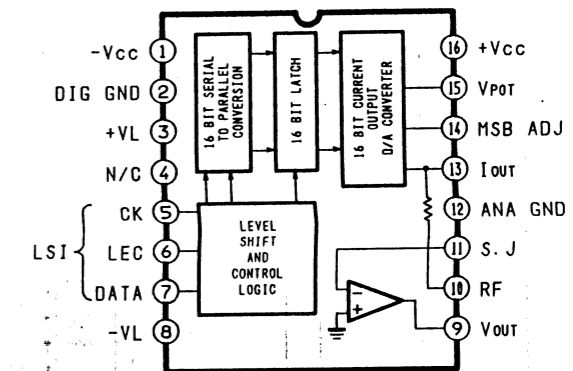 -Vcc 1
DIG GND 2
+VL 3
N/C 4
LSI
CK 5
LEC 6
DATA 7
-VL 8
16 BIT SERIAL
TO PARALLEL
CONVERSION
16 BIT LATCH
16 BIT CURRENT
OUTPUT
D/A CONVERTER
LEVEL
SHIFT
AND
CONTROL
LOGIC
-
+
16 +Vcc
15 VPOT
14 MSB ADJ
13 IOUT
12 ANA GND
11 S.J
10 RF
9 VOUT